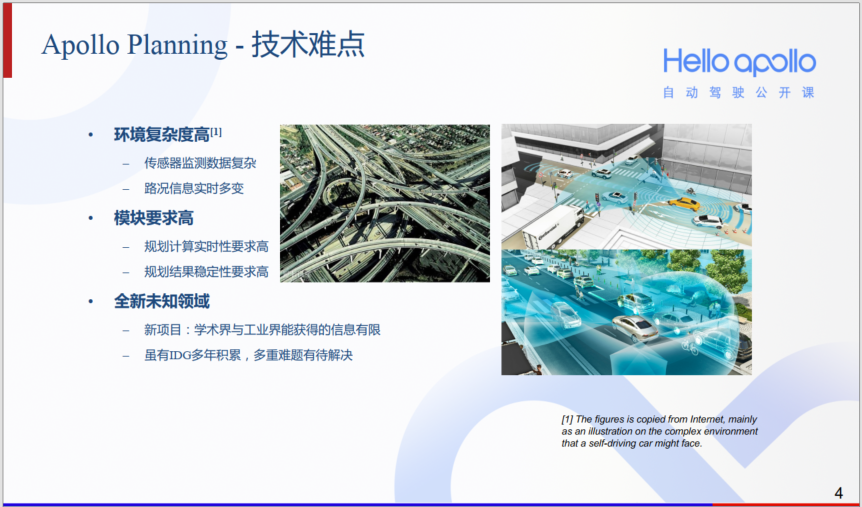 Apollo Planning - 技术难点
Hello apollo
自动驾驶公开课
• 环境复杂度高[1]
– 传感器监测数据复杂
– 路况信息实时多变
• 模块要求高
– 规划计算实时性要求高
– 规划结果稳定性要求高
• 全新未知领域
– 新项目：学术界与工业界能获得的信息有限
– 虽有IDG多年积累，多重难题有待解决
[1] The figures is copied from Internet, mainly
as an illustration on the complex environment
that a self-driving car might face.
4